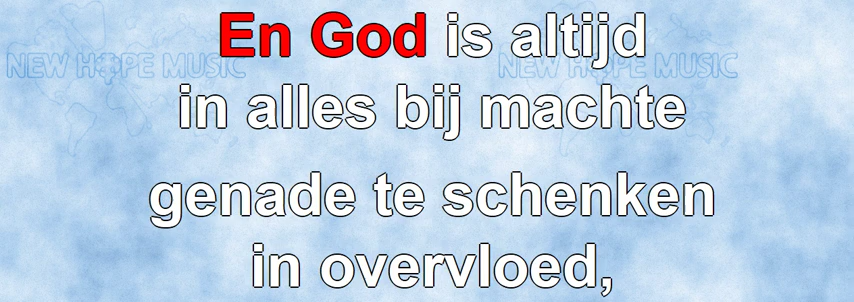 En God is altijd
NEW HOPE MUSIC NEW HOPE MUSIC
in alles bij machte
genade te schenken
in overvloed,